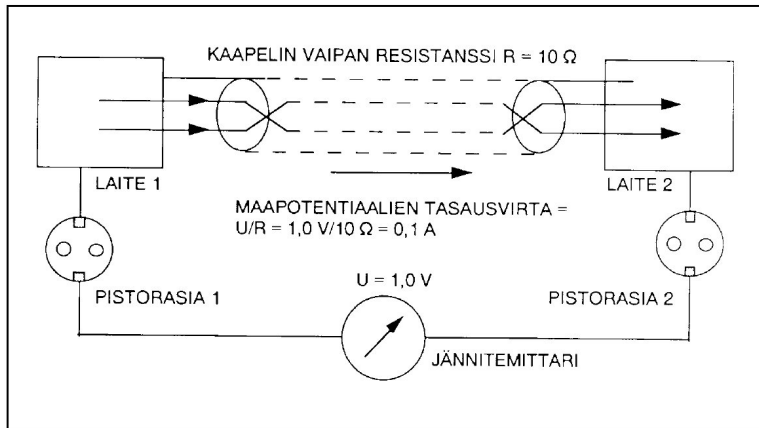 KAAPELIN VAIPAN RESISTANSSI R = 10 Ω
LAITE 1
LAITE 2
MAAPOTENTIAALIEN TASAUSVIRTA =
U/R = 1,0 V/10 Ω = 0,1 A
PISTORASIA 1
U = 1,0 V
PISTORASIA 2
JÄNNITEMITTARI